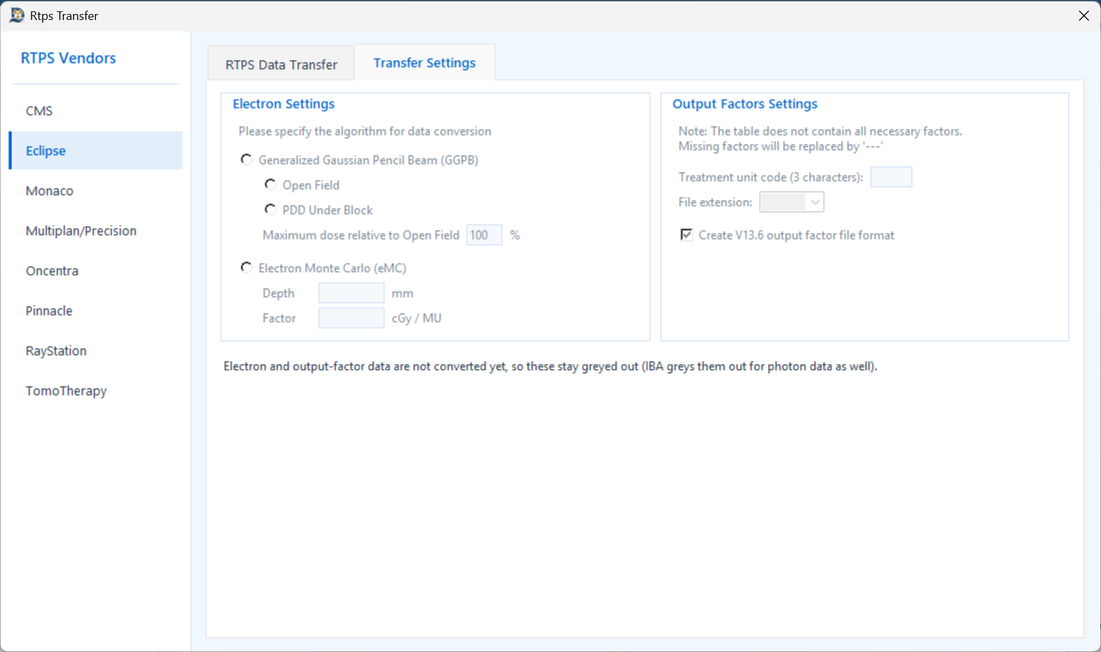 Rtps Transfer
RTPS Vendors
CMS
Eclipse
Monaco
Multiplan/Precision
Oncentra
Pinnacle
RayStation
TomoTherapy
RTPS Data Transfer
Transfer Settings
Electron Settings
Please specify the algorithm for data conversion
Generalized Gaussian Pencil Beam (GGPB)
Open Field
PDD Under Block
Maximum dose relative to Open Field 100 %
Electron Monte Carlo (eMC)
Depth mm
Factor cGy / MU
Output Factors Settings
Note: The table does not contain all necessary factors.
Missing factors will be replaced by '---'
Treatment unit code (3 characters):
File extension:
Create V13.6 output factor file format
Electron and output-factor data are not converted yet, so these stay greyed out (IBA greys them out for photon data as well).